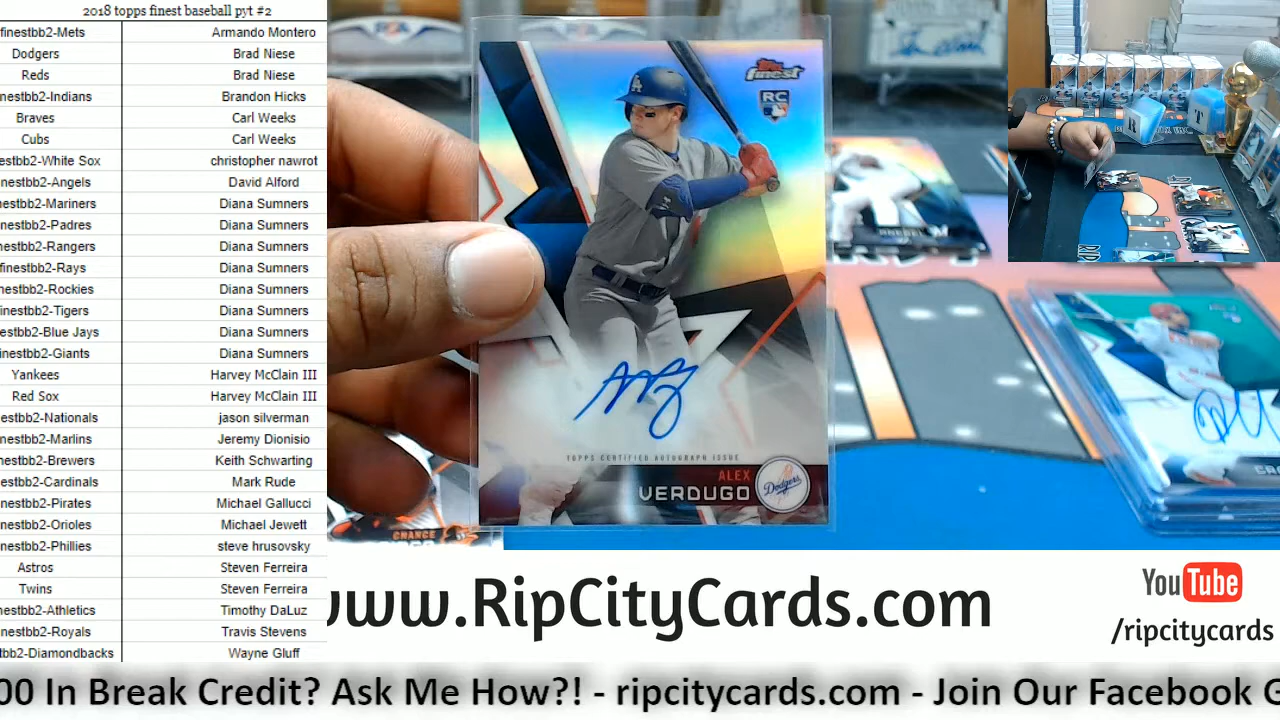 2018 topps finest baseball pyt #2
finestbb2-Mets Armando Montero
Dodgers Brad Niese
Reds Brad Niese
nestbb2-Indians Brandon Hicks
Braves Carl Weeks
Cubs Carl Weeks
estbb2-White Sox christopher nawrot
nestbb2-Angels David Alford
nestbb2-Mariners Diana Sumners
nestbb2-Padres Diana Sumners
nestbb2-Rangers Diana Sumners
finestbb2-Rays Diana Sumners
nestbb2-Rockies Diana Sumners
inestbb2-Tigers Diana Sumners
estbb2-Blue Jays Diana Sumners
inestbb2-Giants Diana Sumners
Yankees Harvey McClain III
Red Sox Harvey McClain III
estbb2-Nationals jason silverman
nestbb2-Marlins Jeremy Dionisio
nestbb2-Brewers Keith Schwarting
estbb2-Cardinals Mark Rude
nestbb2-Pirates Michael Gallucci
nestbb2-Orioles Michael Jewett
nestbb2-Phillies steve hrusovsky
Astros Steven Ferreira
Twins Steven Ferreira
nestbb2-Athletics Timothy DaLuz
nestbb2-Royals Travis Stevens
tbb2-Diamondbacks Wayne Gluff
Topps
finest
RC
LA
TOPPS CERTIFIED AUTOGRAPH ISSUE
ALEX
VERDUGO
Dodgers
CHANCE
www.RipCityCards.com
YouTube
/ripcitycards
00 In Break Credit? Ask Me How?! - ripcitycards.com - Join Our Facebook G